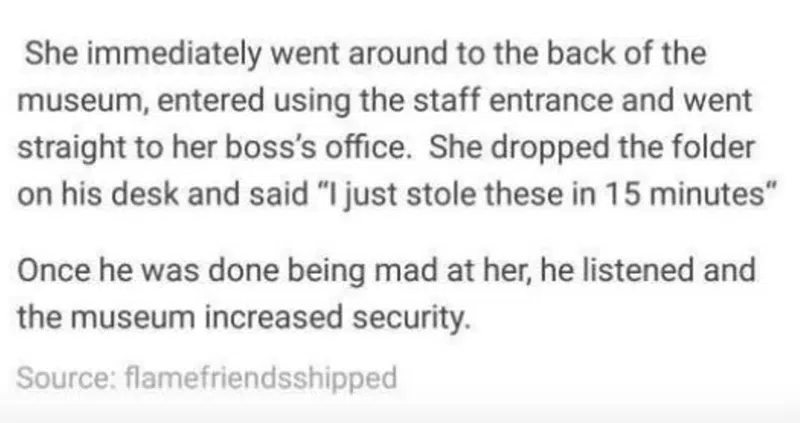 She immediately went around to the back of the
museum, entered using the staff entrance and went
straight to her boss's office.  She dropped the folder
on his desk and said "I just stole these in 15 minutes"
Once he was done being mad at her, he listened and
the museum increased security.
Source: flamefriendsshipped